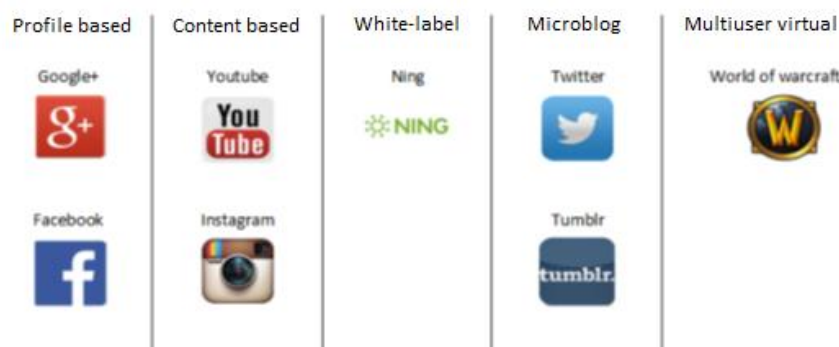 Profile based
Content based
White-label
Microblog
Multiuser virtual
Google+
Youtube
Ning
Twitter
World of warcraft
g+
You
Tube
NING
W
Facebook
Instagram
Tumblr
f
tumblr.